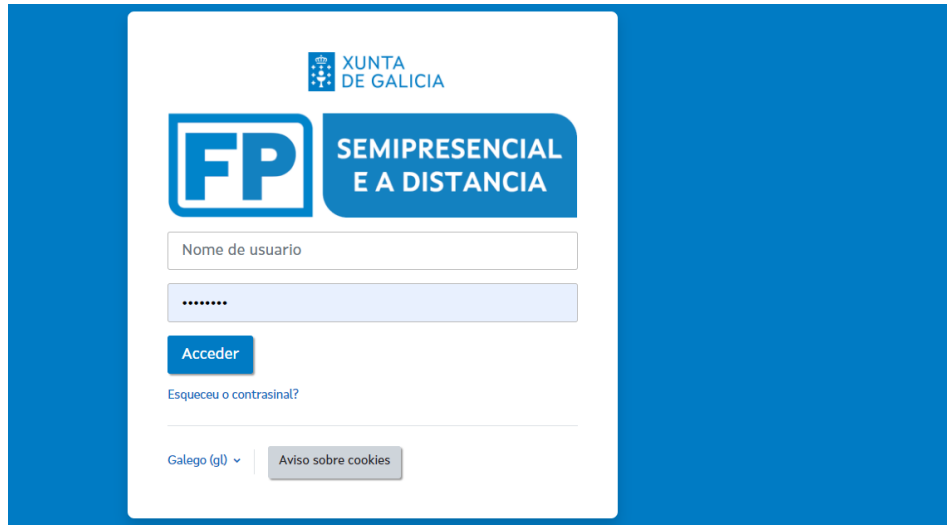 XUNTA
DE GALICIA
FP
SEMIPRESENCIAL
E A DISTANCIA
Nome de usuario
••••••••
Acceder
Esqueceu o contrasinal?
Galego (gl)
Aviso sobre cookies